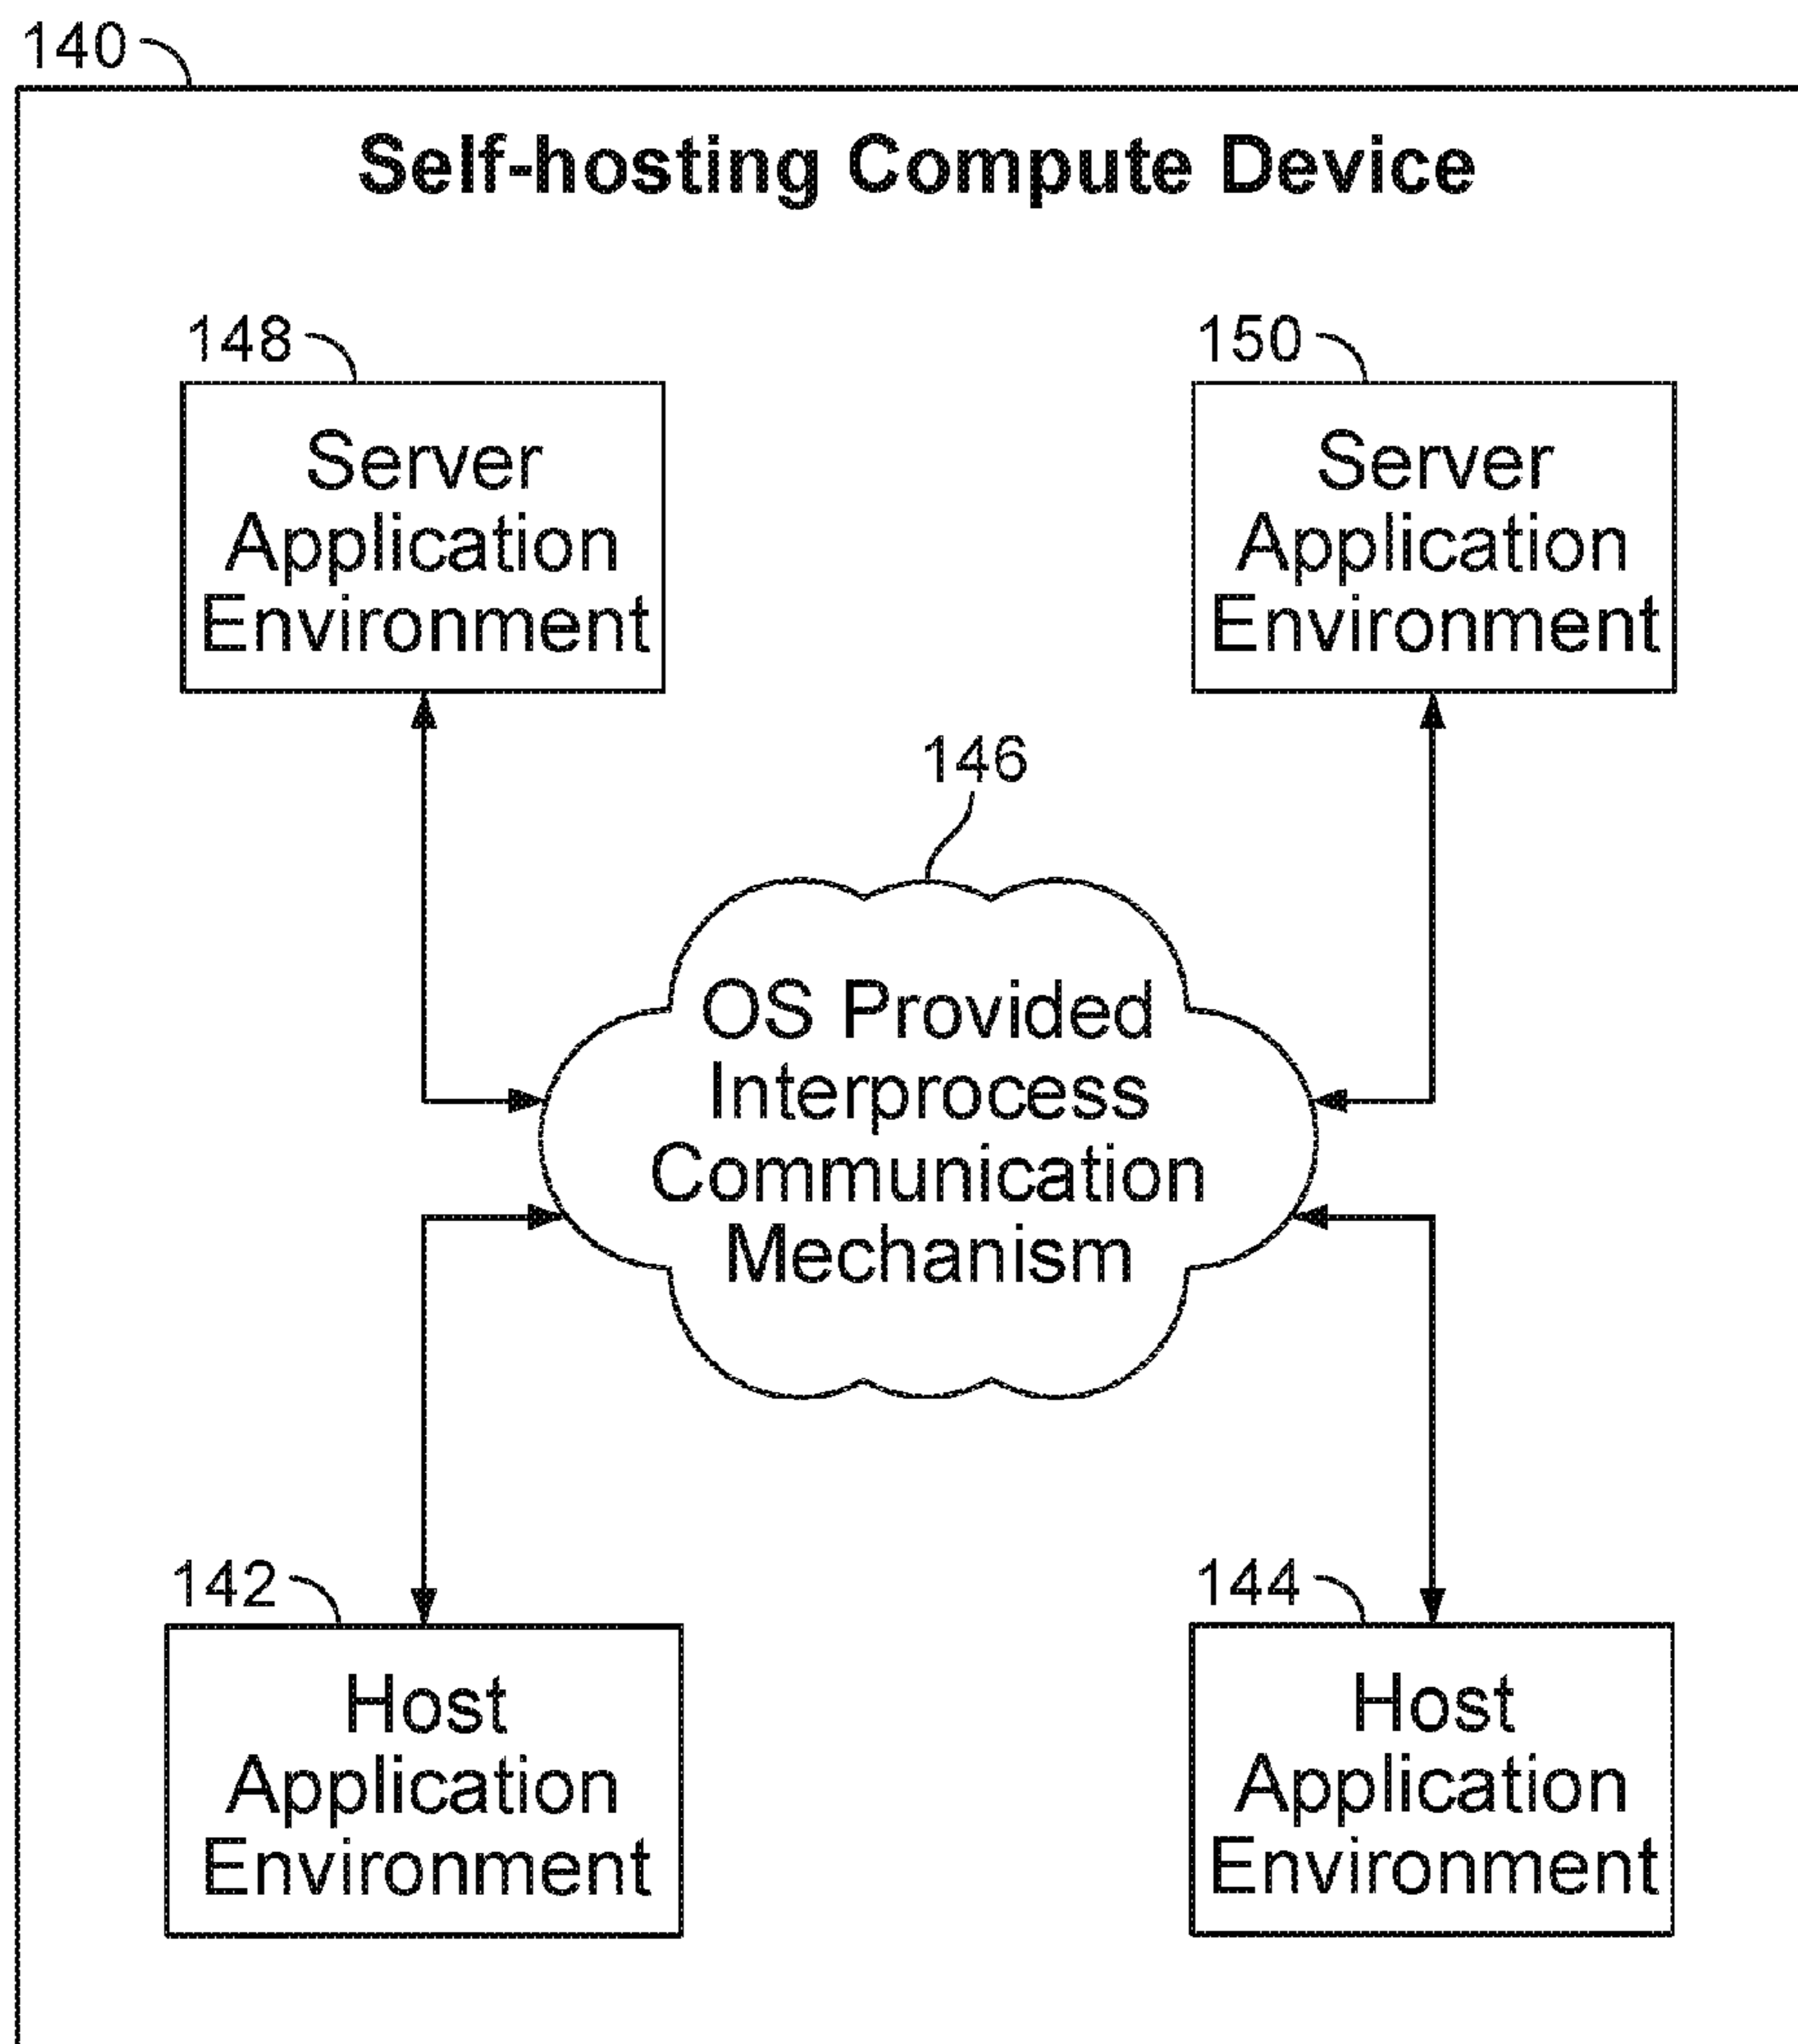 140
Self-hosting Compute Device
148
Server
Application
Environment
150
Server
Application
Environment
146
OS Provided
Interprocess
Communication
Mechanism
142
Host
Application
Environment
144
Host
Application
Environment